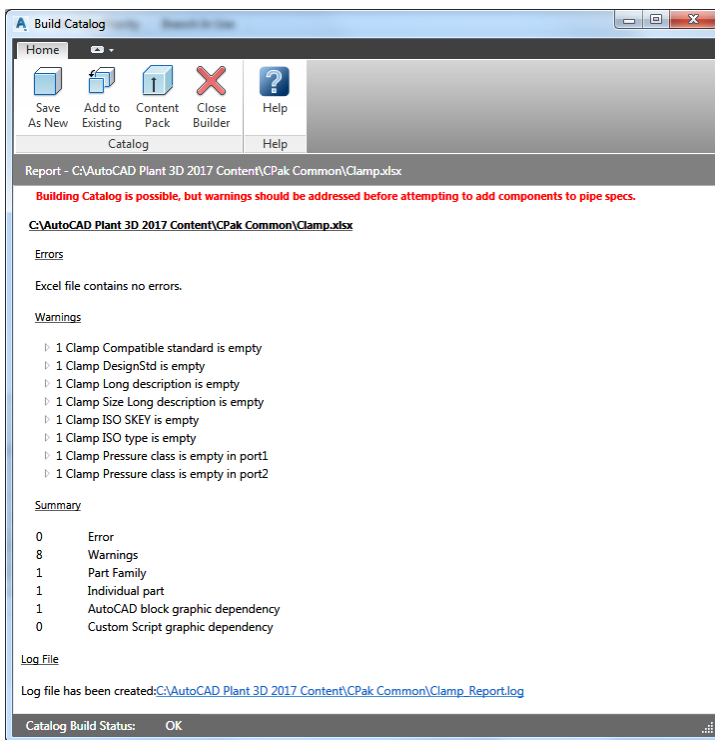 Build Catalog
Home
Save As New
Add to Existing
Content Pack
Close Builder
Help
Catalog
Help
Report - C:\AutoCAD Plant 3D 2017 Content\CPak Common\Clamp.xlsx
Building Catalog is possible, but warnings should be addressed before attempting to add components to pipe specs.
C:\AutoCAD Plant 3D 2017 Content\CPak Common\Clamp.xlsx
Errors
Excel file contains no errors.
Warnings
1 Clamp Compatible standard is empty
1 Clamp DesignStd is empty
1 Clamp Long description is empty
1 Clamp Size Long description is empty
1 Clamp ISO SKEY is empty
1 Clamp ISO type is empty
1 Clamp Pressure class is empty in port1
1 Clamp Pressure class is empty in port2
Summary
0 Error
8 Warnings
1 Part Family
1 Individual part
1 AutoCAD block graphic dependency
0 Custom Script graphic dependency
Log File
Log file has been created:C:\AutoCAD Plant 3D 2017 Content\CPak Common\Clamp_Report.log
Catalog Build Status: OK